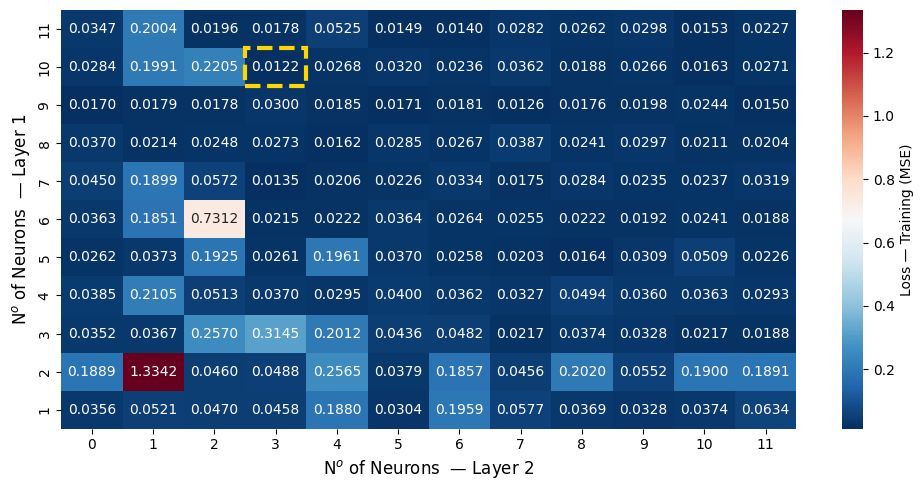 11 0.0347 0.2004 0.0196 0.0178 0.0525 0.0149 0.0140 0.0282 0.0262 0.0298 0.0153 0.0227
10 0.0284 0.1991 0.2205 0.0122 0.0268 0.0320 0.0236 0.0362 0.0188 0.0266 0.0163 0.0271
9 0.0170 0.0179 0.0178 0.0300 0.0185 0.0171 0.0181 0.0126 0.0176 0.0198 0.0244 0.0150
8 0.0370 0.0214 0.0248 0.0273 0.0162 0.0285 0.0267 0.0387 0.0241 0.0297 0.0211 0.0204
7 0.0450 0.1899 0.0572 0.0135 0.0206 0.0226 0.0334 0.0175 0.0284 0.0235 0.0237 0.0319
6 0.0363 0.1851 0.7312 0.0215 0.0222 0.0364 0.0264 0.0255 0.0222 0.0192 0.0241 0.0188
5 0.0262 0.0373 0.1925 0.0261 0.1961 0.0370 0.0258 0.0203 0.0164 0.0309 0.0509 0.0226
4 0.0385 0.2105 0.0513 0.0370 0.0295 0.0400 0.0362 0.0327 0.0494 0.0360 0.0363 0.0293
3 0.0352 0.0367 0.2570 0.3145 0.2012 0.0436 0.0482 0.0217 0.0374 0.0328 0.0217 0.0188
2 0.1889 1.3342 0.0460 0.0488 0.2565 0.0379 0.1857 0.0456 0.2020 0.0552 0.1900 0.1891
1 0.0356 0.0521 0.0470 0.0458 0.1880 0.0304 0.1959 0.0577 0.0369 0.0328 0.0374 0.0634
0 1 2 3 4 5 6 7 8 9 10 11
Nº of Neurons — Layer 2
Nº of Neurons — Layer 1
1.2
1.0
0.8
0.6
0.4
0.2
Loss — Training (MSE)